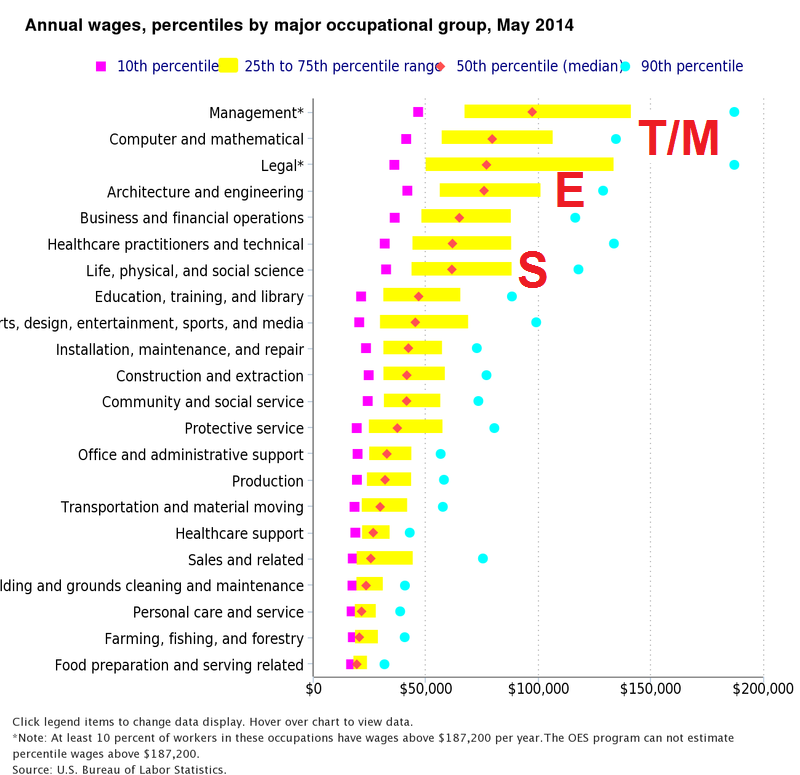 Annual wages, percentiles by major occupational group, May 2014
10th percentile 25th to 75th percentile range 50th percentile (median) 90th percentile
Management*
Computer and mathematical
T/M
Legal*
Architecture and engineering
E
Business and financial operations
Healthcare practitioners and technical
Life, physical, and social science
S
Education, training, and library
rts, design, entertainment, sports, and media
Installation, maintenance, and repair
Construction and extraction
Community and social service
Protective service
Office and administrative support
Production
Transportation and material moving
Healthcare support
Sales and related
lding and grounds cleaning and maintenance
Personal care and service
Farming, fishing, and forestry
Food preparation and serving related
$0 $50,000 $100,000 $150,000 $200,000
Click legend items to change data display. Hover over chart to view data.
*Note: At least 10 percent of workers in these occupations have wages above $187,200 per year.The OES program can not estimate
percentile wages above $187,200.
Source: U.S. Bureau of Labor Statistics.